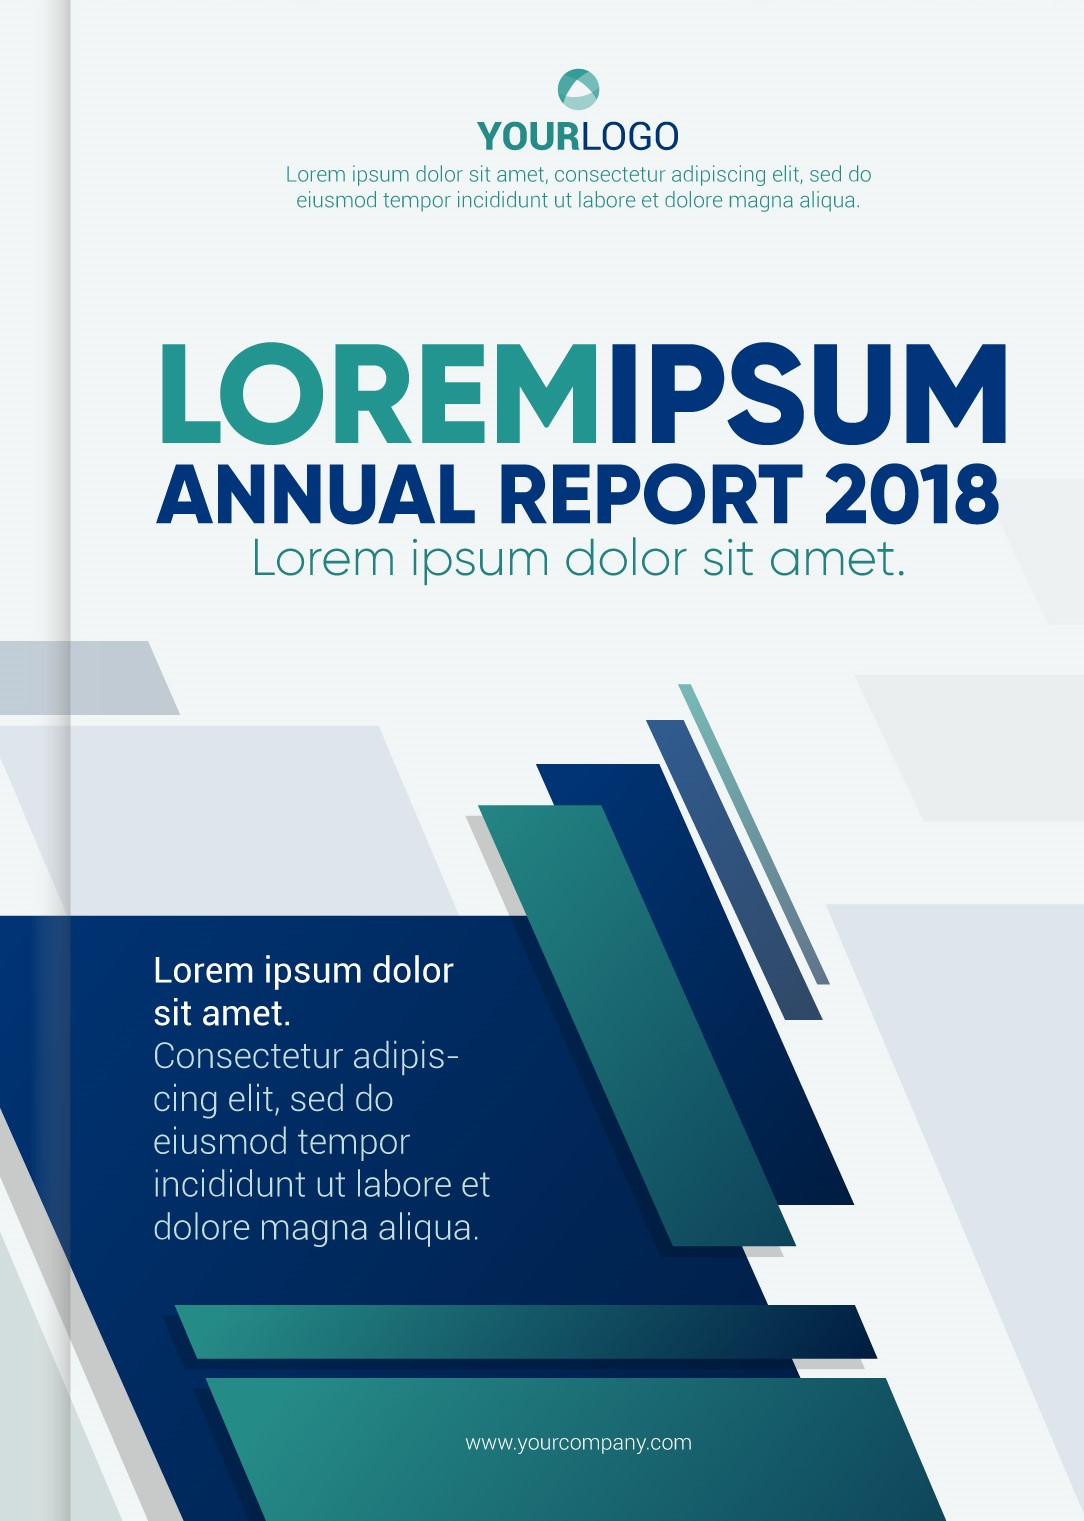 YOURLOGO
Lorem ipsum dolor sit amet, consectetur adipiscing elit, sed do
eiusmod tempor incididunt ut labore et dolore magna aliqua.
LOREMIPSUM
ANNUAL REPORT 2018
Lorem ipsum dolor sit amet.
Lorem ipsum dolor
sit amet.
Consectetur adipis-
cing elit, sed do
eiusmod tempor
incididunt ut labore et
dolore magna aliqua.
www.yourcompany.com